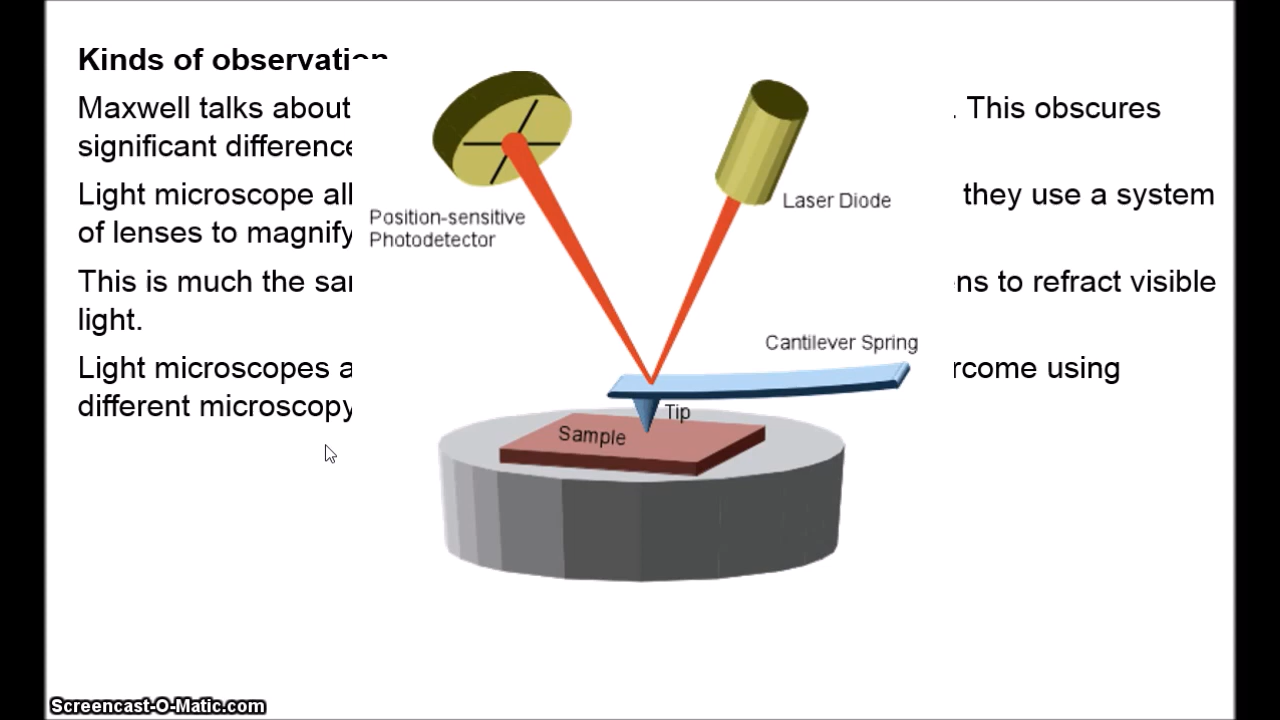 Kinds of observation
Maxwell talks about . This obscures
significant difference
Light microscope all they use a system
of lenses to magnify
This is much the sa ns to refract visible
light.
Light microscopes a rcome using
different microscopy
Position-sensitive
Photodetector
Laser Diode
Cantilever Spring
Tip
Sample
Screencast-O-Matic.com